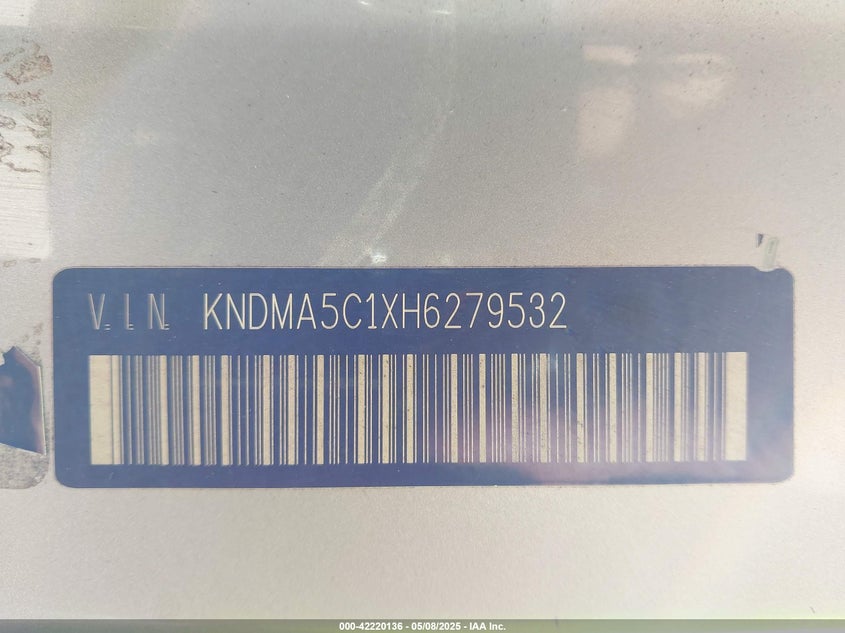 V.I.N. KNDMA5C1XH6279532
000-42220136 - 05/08/2025 - IAA Inc.